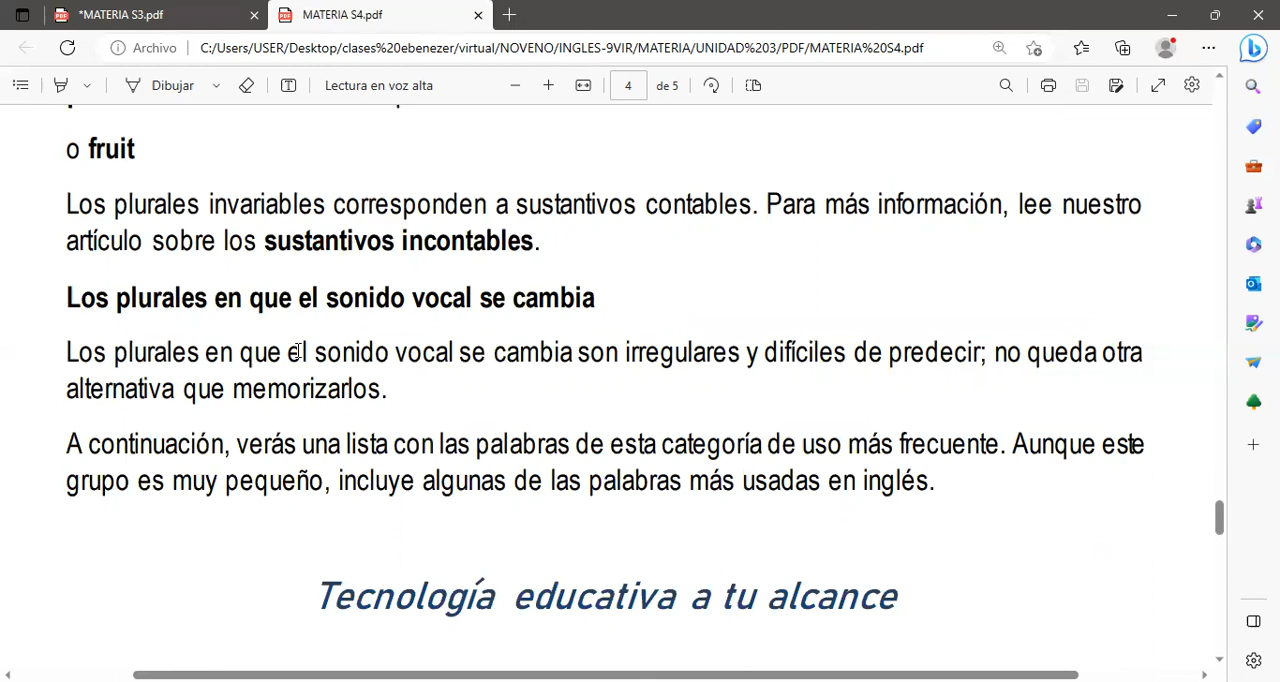 *MATERIA S3.pdf
MATERIA S4.pdf
Archivo
C:/Users/USER/Desktop/clases%20ebenezer/virtual/NOVENO/INGLES-9VIR/MATERIA/UNIDAD%203/PDF/MATERIA%20S4.pdf
Dibujar
Lectura en voz alta
4
de 5
o fruit
Los plurales invariables corresponden a sustantivos contables. Para más información, lee nuestro
artículo sobre los sustantivos incontables.
Los plurales en que el sonido vocal se cambia
Los plurales en que el sonido vocal se cambia son irregulares y difíciles de predecir; no queda otra
alternativa que memorizarlos.
A continuación, verás una lista con las palabras de esta categoría de uso más frecuente. Aunque este
grupo es muy pequeño, incluye algunas de las palabras más usadas en inglés.
Tecnología educativa a tu alcance